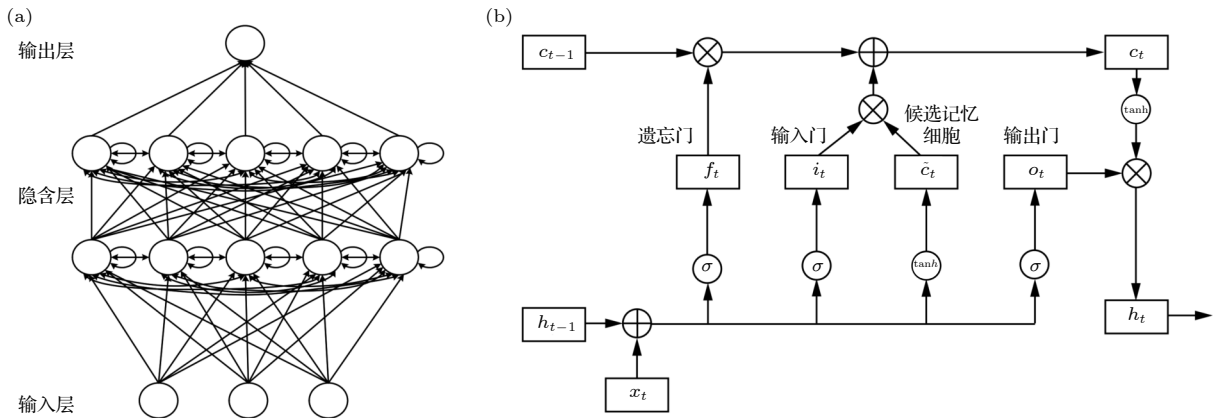 (a)
输出层
隐含层
输入层
(b)
c_{t−1}
c_t
tanh
遗忘门
输入门
候选记忆
细胞
输出门
f_t
i_t
c̃_t
o_t
σ
σ
tanh
σ
h_{t−1}
h_t
x_t